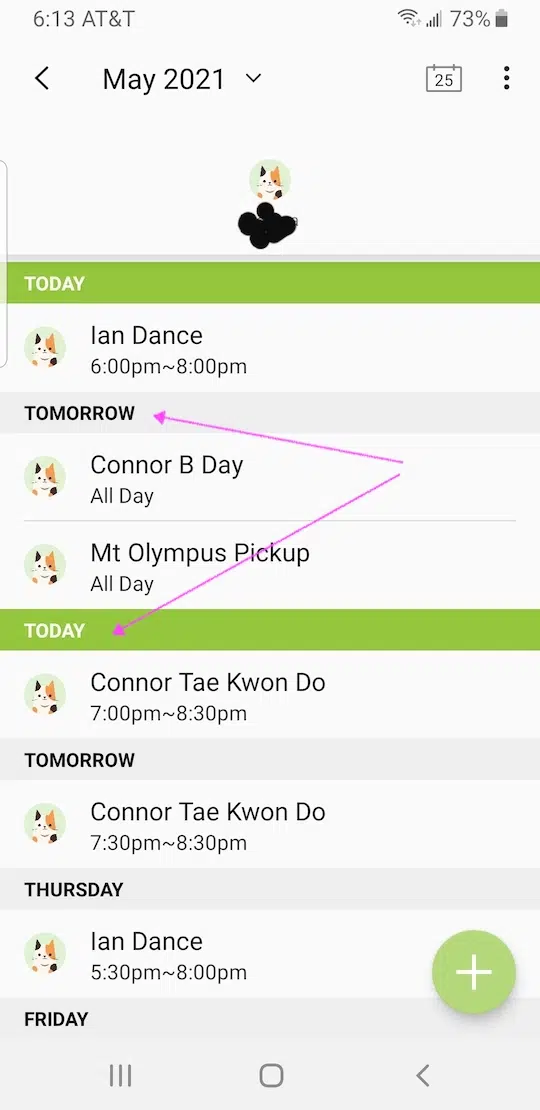 6:13 AT&T 73%
May 2021 25
TODAY
Ian Dance
6:00pm~8:00pm
TOMORROW
Connor B Day
All Day
Mt Olympus Pickup
All Day
TODAY
Connor Tae Kwon Do
7:00pm~8:30pm
TOMORROW
Connor Tae Kwon Do
7:30pm~8:30pm
THURSDAY
Ian Dance
5:30pm~8:00pm
FRIDAY